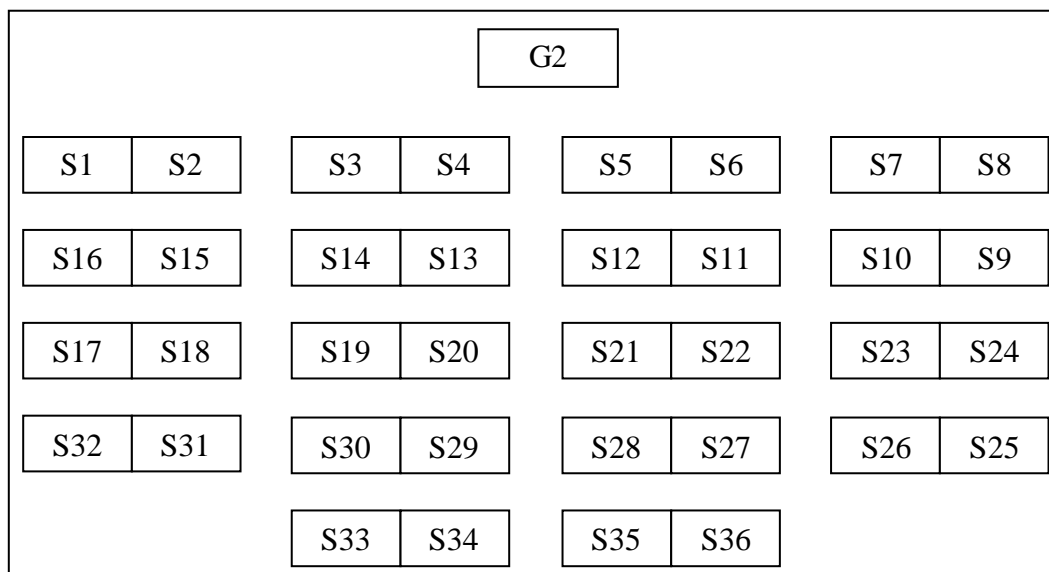 G2
S1 S2 S3 S4 S5 S6 S7 S8
S16 S15 S14 S13 S12 S11 S10 S9
S17 S18 S19 S20 S21 S22 S23 S24
S32 S31 S30 S29 S28 S27 S26 S25
S33 S34 S35 S36